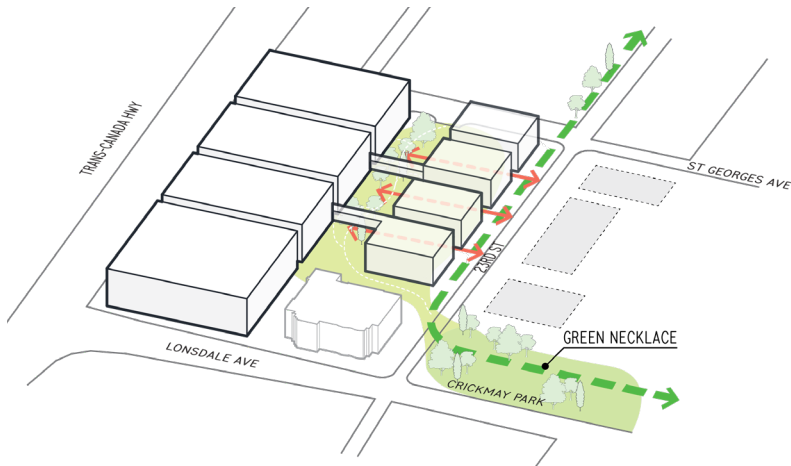 TRANS-CANADA HWY
ST GEORGES AVE
23RD ST
GREEN NECKLACE
LONSDALE AVE
CRICKMAY PARK